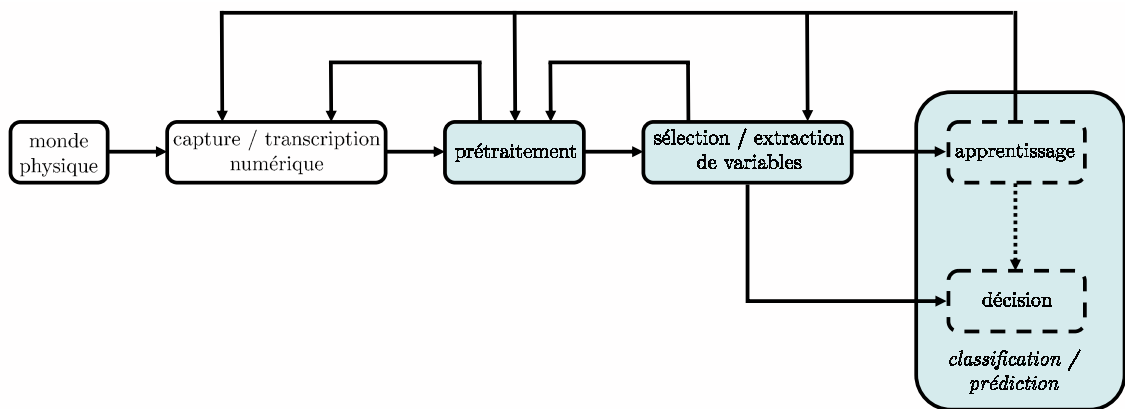 monde
physique
capture / transcription
numérique
prétraitement
sélection / extraction
de variables
apprentissage
décision
classification /
prédiction